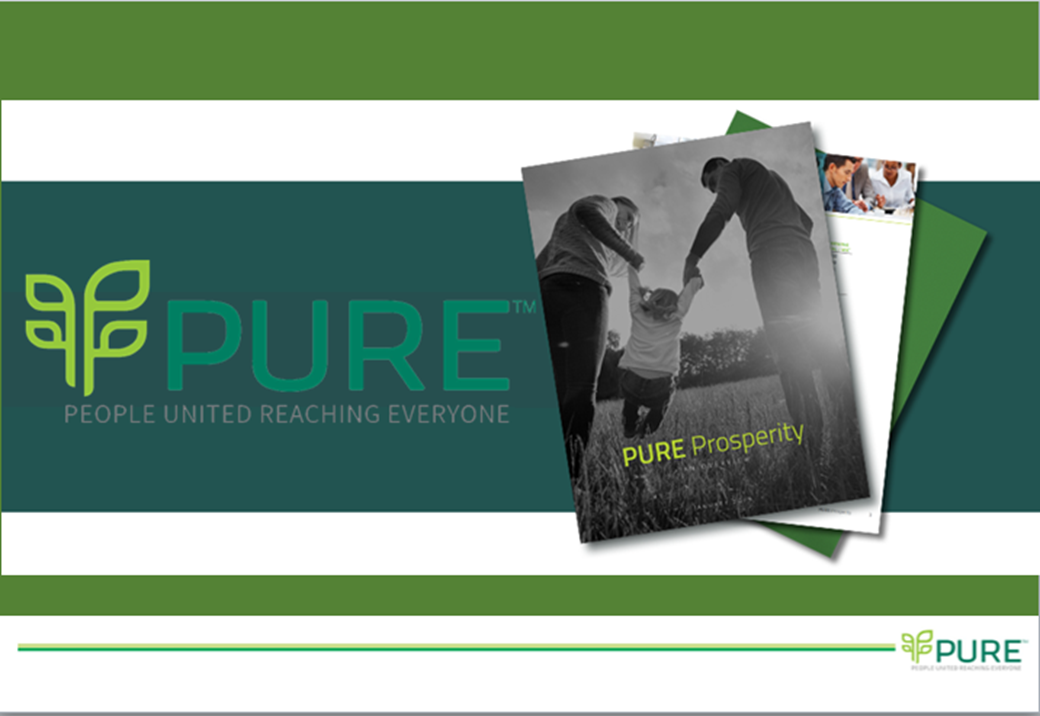 PURE™
PEOPLE UNITED REACHING EVERYONE
PURE Prosperity
PURE™
PEOPLE UNITED REACHING EVERYONE